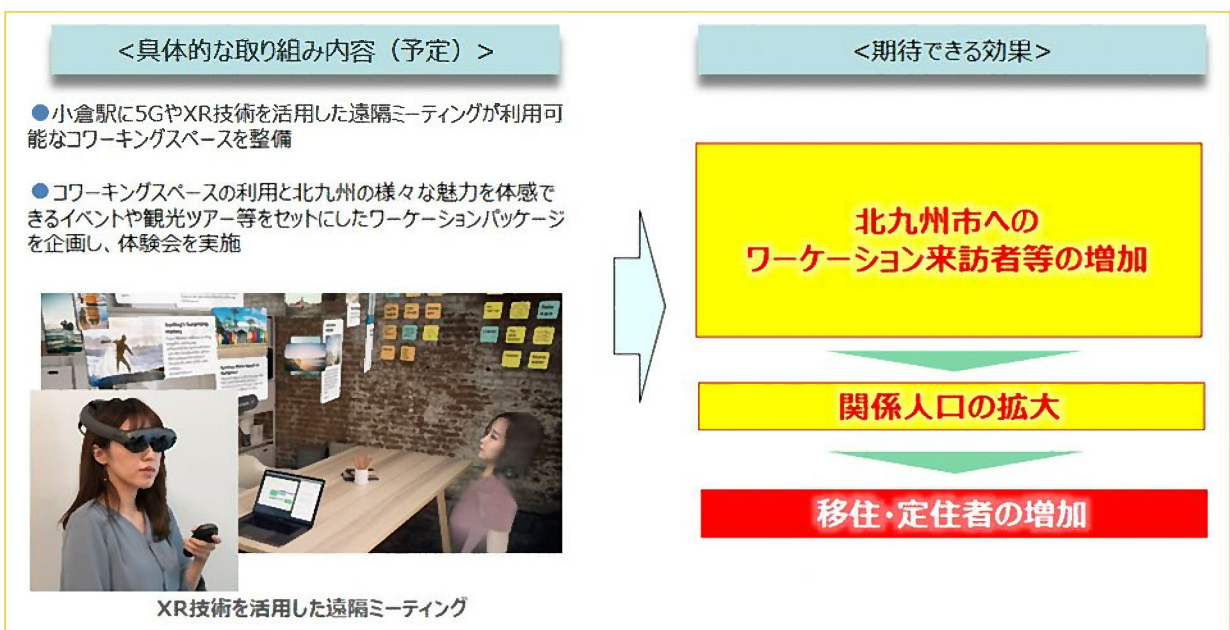 <具体的な取り組み内容（予定）>
●小倉駅に5GやXR技術を活用した遠隔ミーティングが利用可
能なコワーキングスペースを整備
●コワーキングスペースの利用と北九州の様々な魅力を体感で
きるイベントや観光ツアー等をセットにしたワーケーションパッケージ
を企画し、体験会を実施
XR技術を活用した遠隔ミーティング
<期待できる効果>
北九州市への
ワーケーション来訪者等の増加
関係人口の拡大
移住・定住者の増加